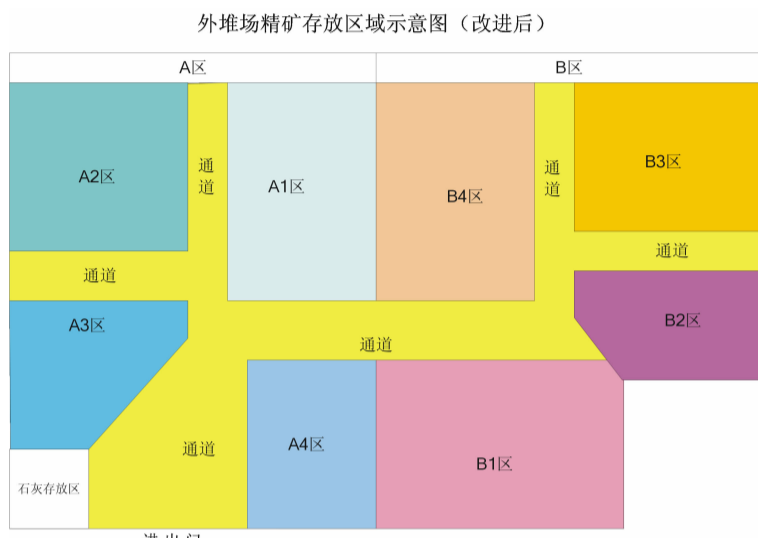 外堆场精矿存放区域示意图（改进后）
A区
B区
A2区
通道
A1区
B4区
通道
B3区
通道
通道
A3区
B2区
通道
A4区
通道
B1区
石灰存放区